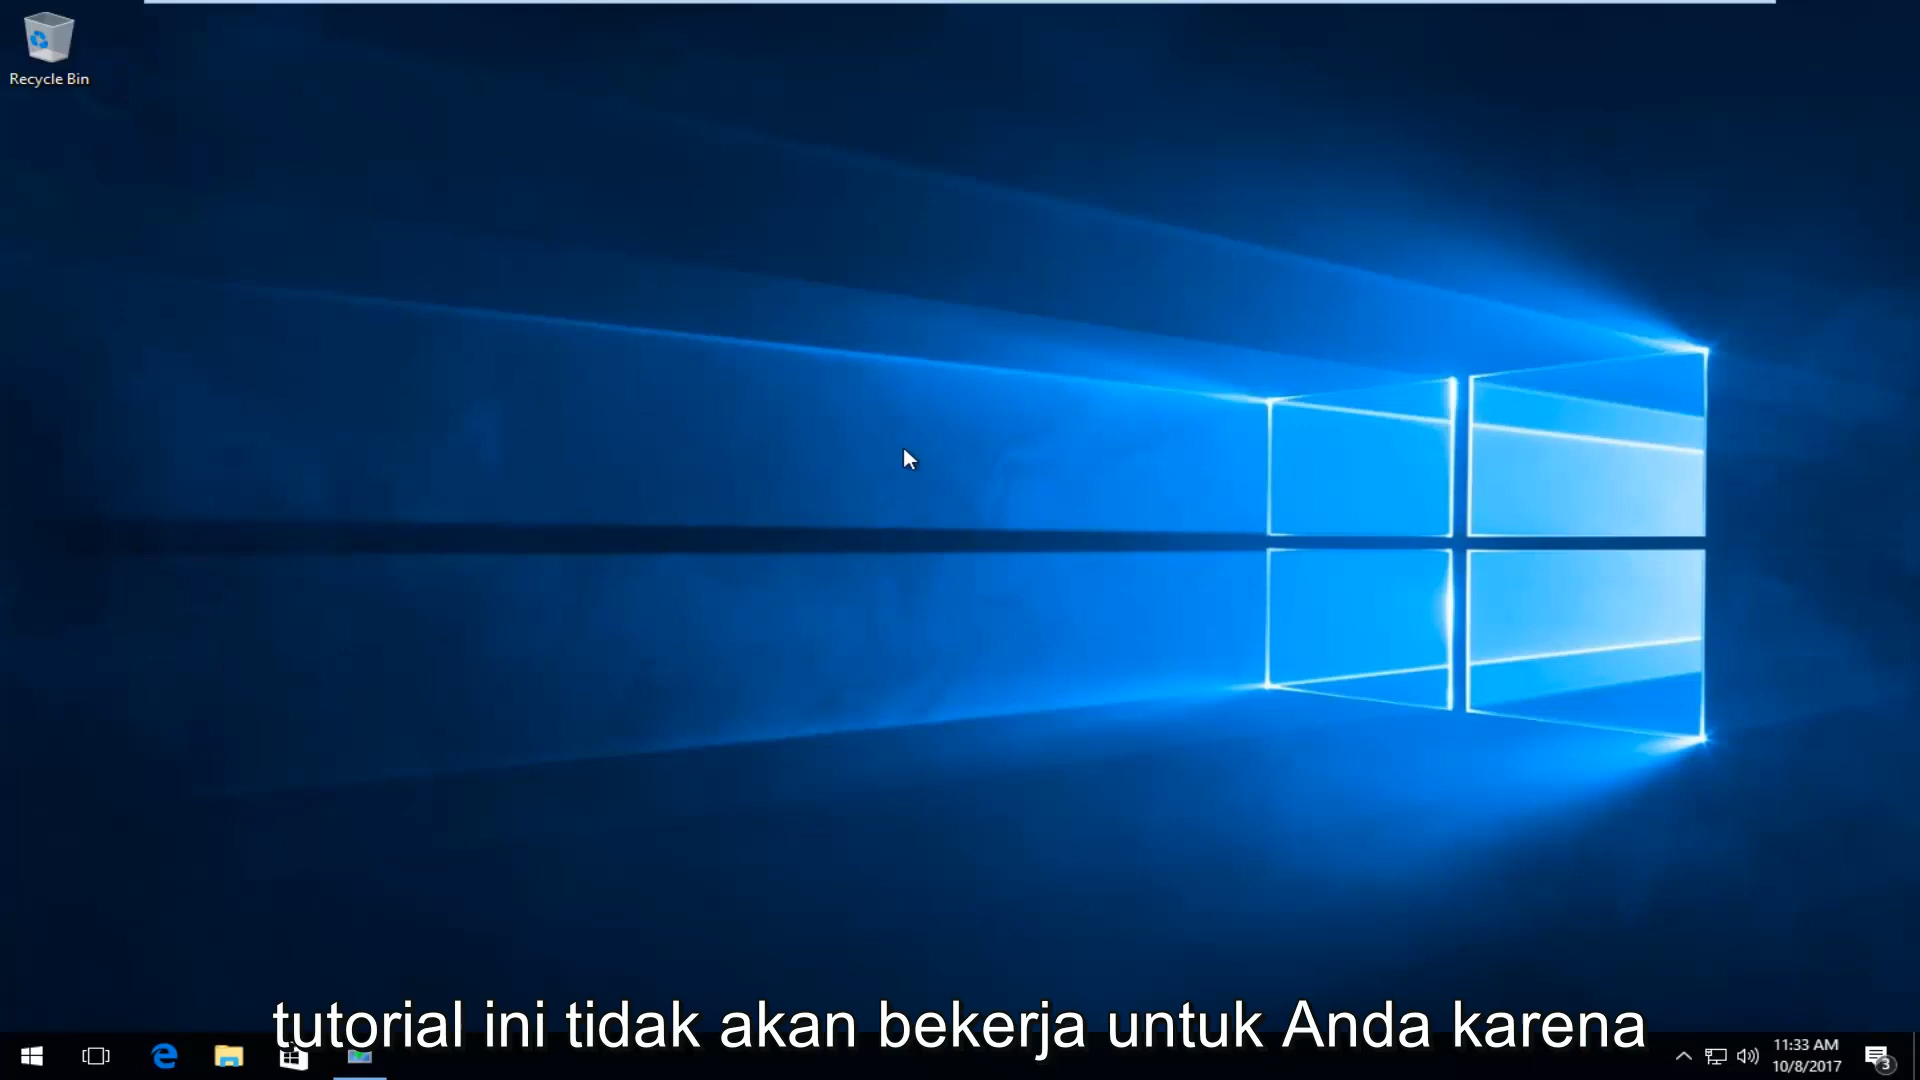 Recycle Bin
tutorial ini tidak akan bekerja untuk Anda karena
11:33 AM
10/8/2017
3